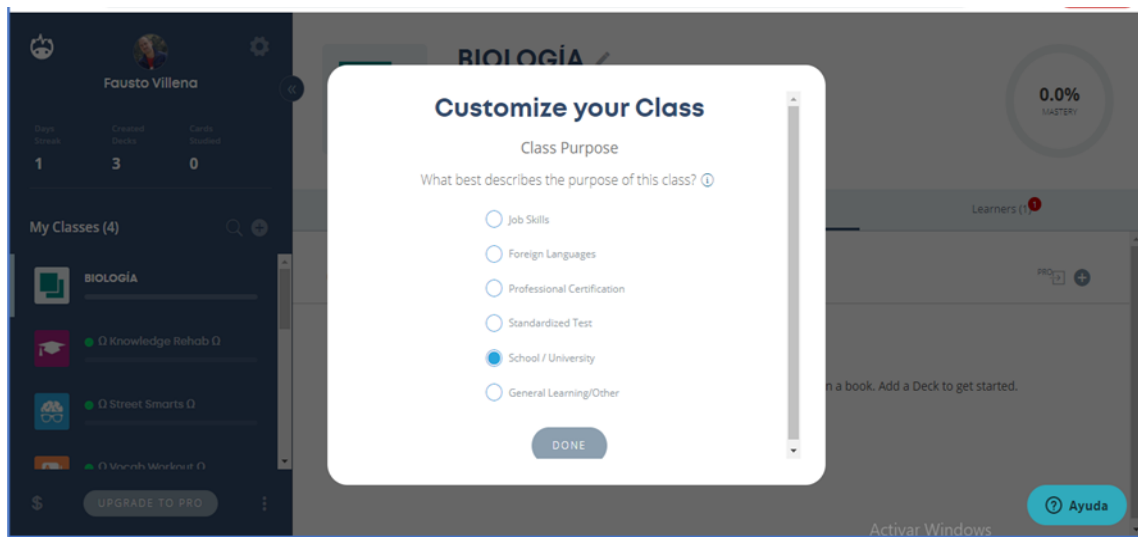 Fausto Villena
Days Streak
Created Decks
Cards Studied
1
3
0
My Classes (4)
BIOLOGÍA
Ω Knowledge Rehab Ω
Ω Street Smarts Ω
Ω Vocab Workout Ω
$
UPGRADE TO PRO
BIOLOGÍA
0.0%
MASTERY
Learners (1)
1
PRO
n a book. Add a Deck to get started.
Customize your Class
Class Purpose
What best describes the purpose of this class?
Job Skills
Foreign Languages
Professional Certification
Standardized Test
School / University
General Learning/Other
DONE
Ayuda
Activar Windows